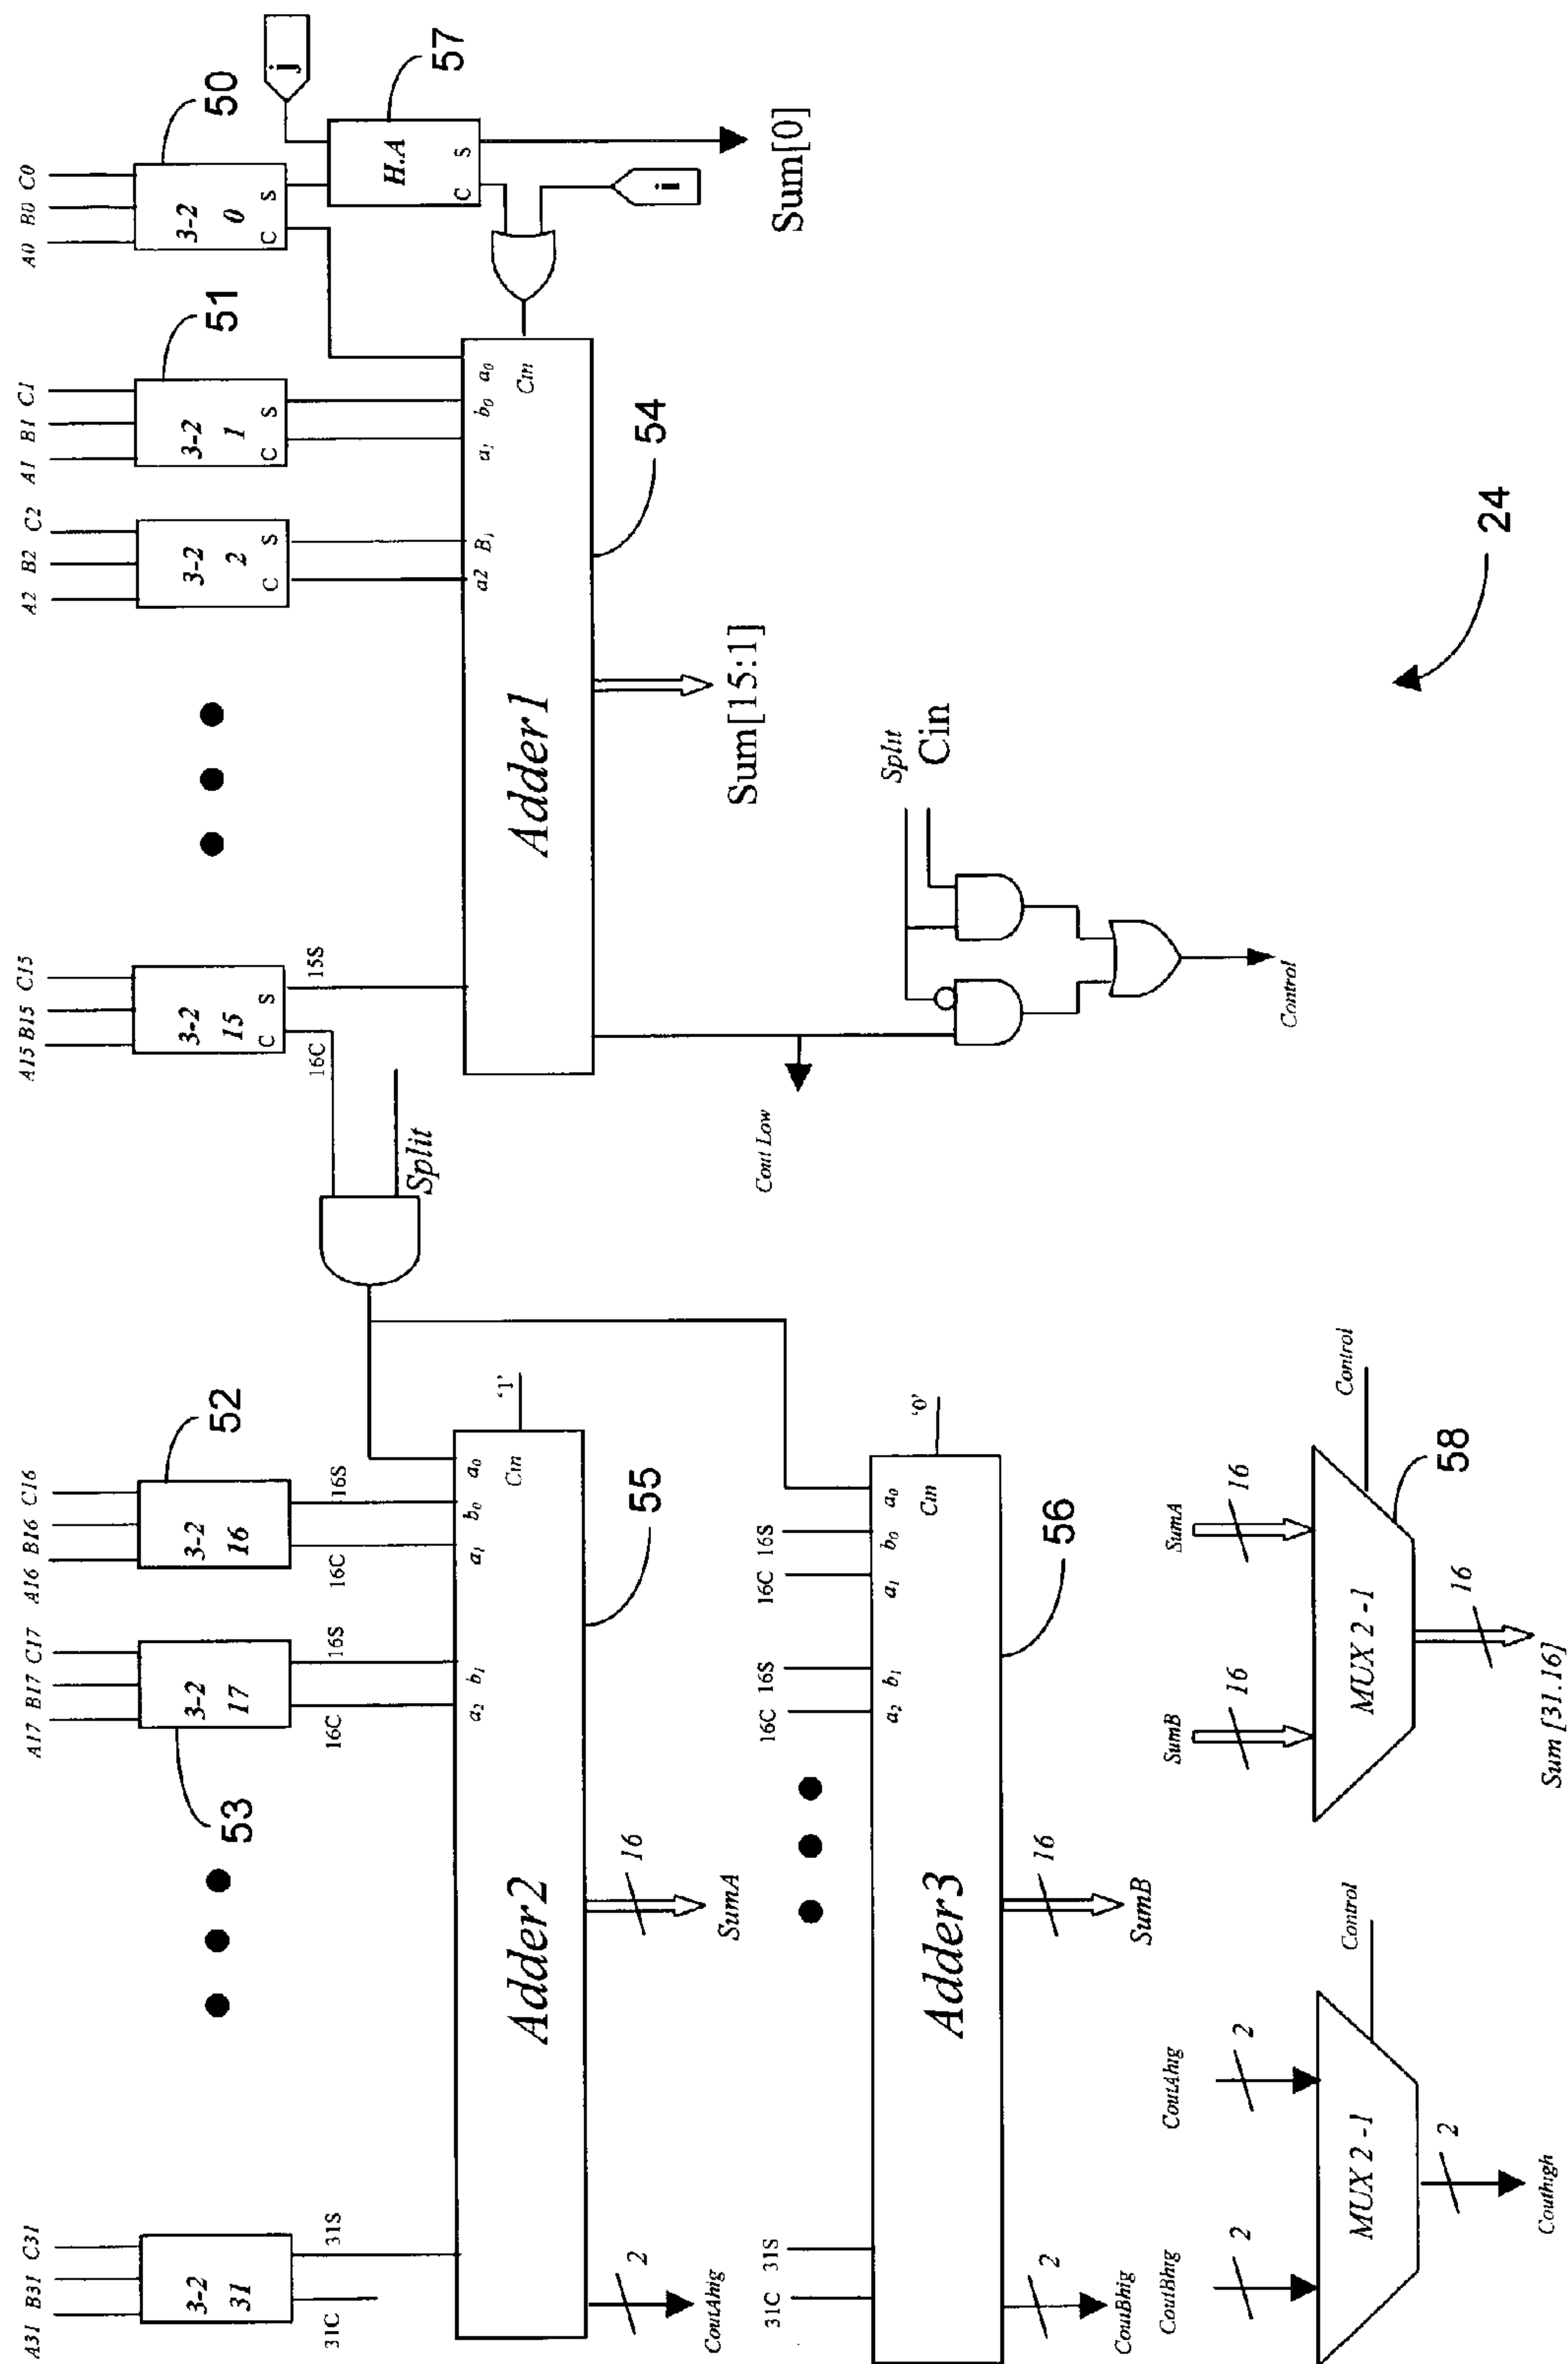 A31 B31 C31
A17 B17 C17
A16 B16 C16
A15 B15 C15
A2 B2 C2
A1 B1 C1
A0 B0 C0
3-2
31
3-2
17
3-2
16
3-2
15
C S
3-2
2
C S
3-2
1
C S
3-2
0
C S
53
52
51
50
j
57
H.A
C S
i
Sum[0]
31C 31S
16C 16S
16C 16S
16C 15S
Split
a2 b1 a1 b0 a0
Cin
'1'
Adder2
55
16
SumA
2
CoutAhig
a2 B1 a1 b0 a0
Cin
Adder1
54
Sum[15:1]
Cout Low
Split
Cin
Control
24
31C 31S
16C 16S
16C 16S
a2 b1 a1 b0 a0
Cin
'0'
Adder3
56
16
SumB
2
CoutBhig
CoutBhig
2
CoutAhig
2
Control
MUX 2 -1
2
Couthigh
SumB
16
SumA
16
Control
MUX 2 -1
58
16
Sum [31.16]